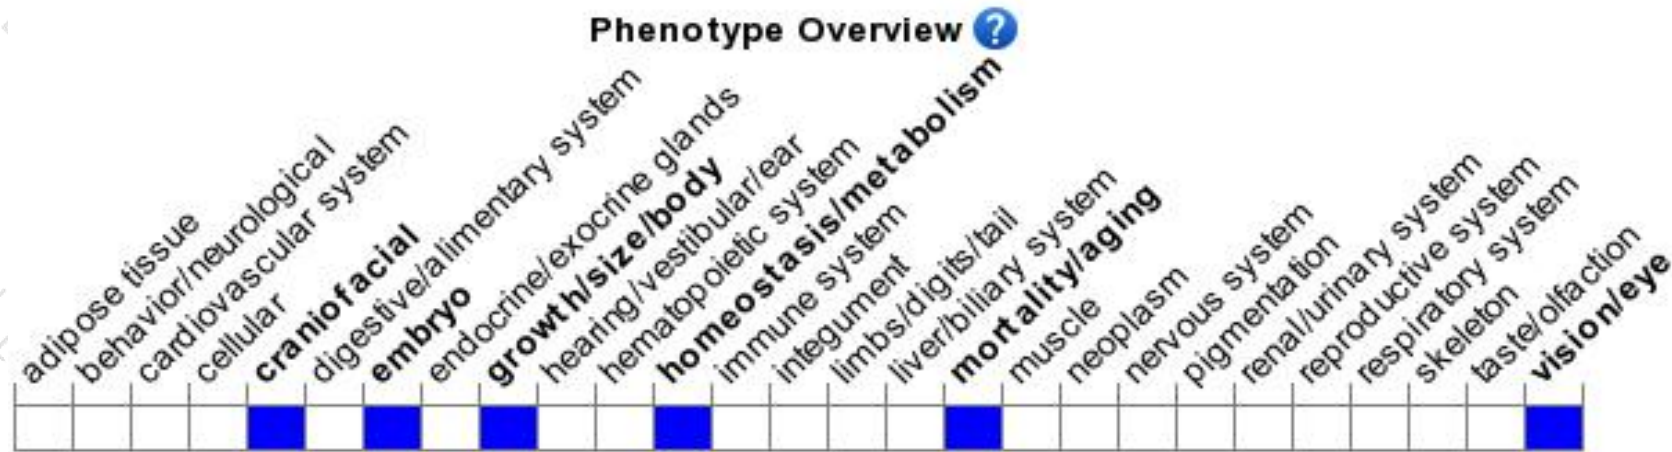 Phenotype Overview ?
adipose tissue
behavior/neurological
cardiovascular system
cellular
craniofacial
digestive/alimentary system
embryo
endocrine/exocrine glands
growth/size/body
hearing/vestibular/ear
hematopoietic system
homeostasis/metabolism
immune system
integument
limbs/digits/tail
liver/biliary system
mortality/aging
muscle
neoplasm
nervous system
pigmentation
renal/urinary system
reproductive system
respiratory system
skeleton
taste/olfaction
vision/eye